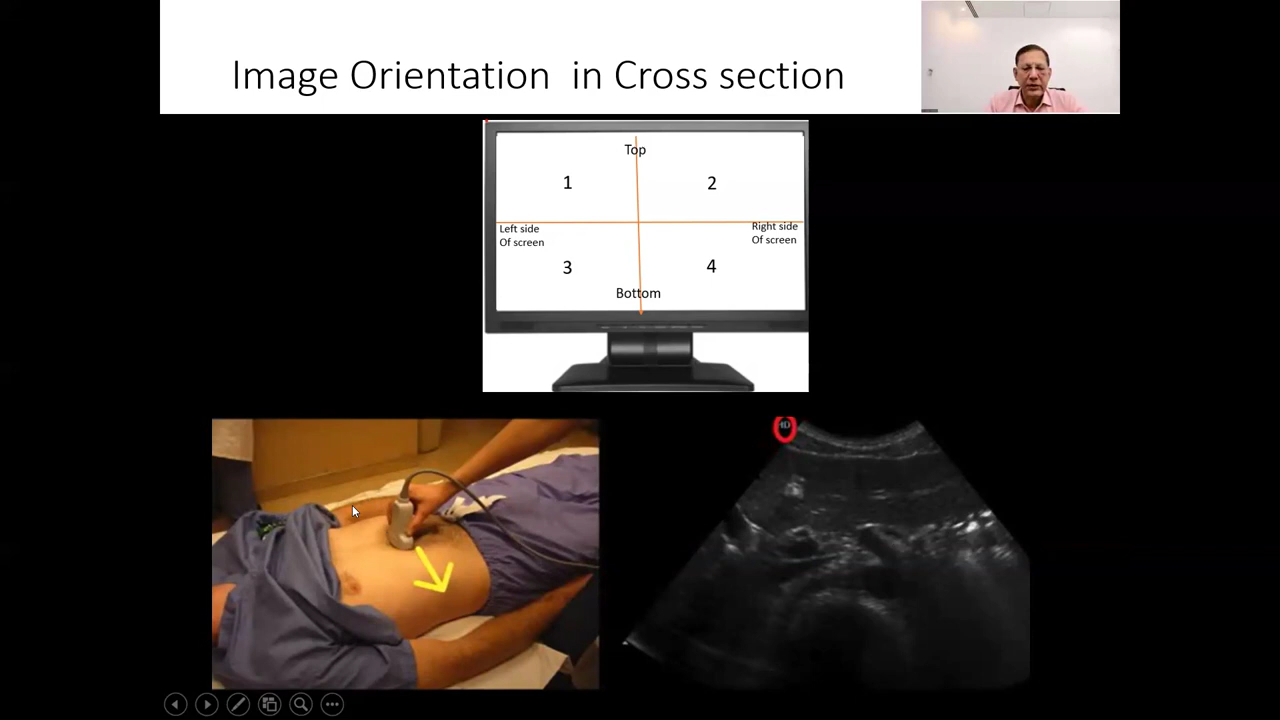 Image Orientation in Cross section
Top
1 2
Left side
Of screen
Right side
Of screen
3 4
Bottom